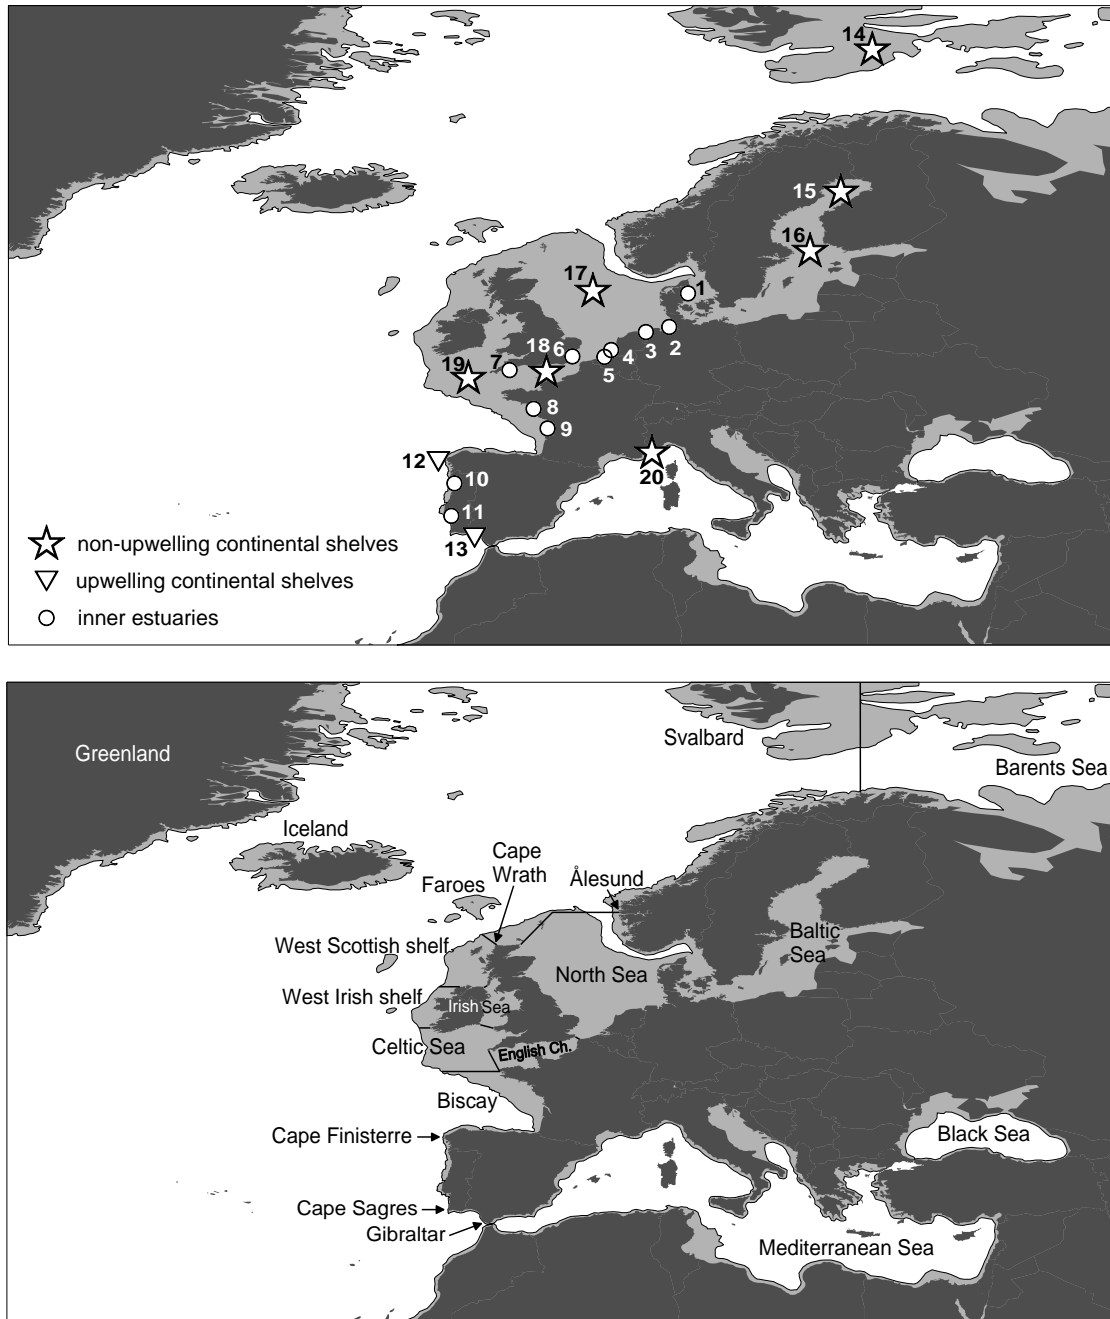 14
15
16
17
1
18
6
3
2
19
7
4
5
8
9
12
10
20
11
13
non-upwelling continental shelves
upwelling continental shelves
inner estuaries
Greenland
Svalbard
Barents Sea
Iceland
Cape
Wrath
Faroes
Ålesund
West Scottish shelf
Baltic
Sea
North Sea
West Irish shelf
Irish Sea
Celtic Sea
English Ch.
Biscay
Cape Finisterre
Black Sea
Cape Sagres
Gibraltar
Mediterranean Sea